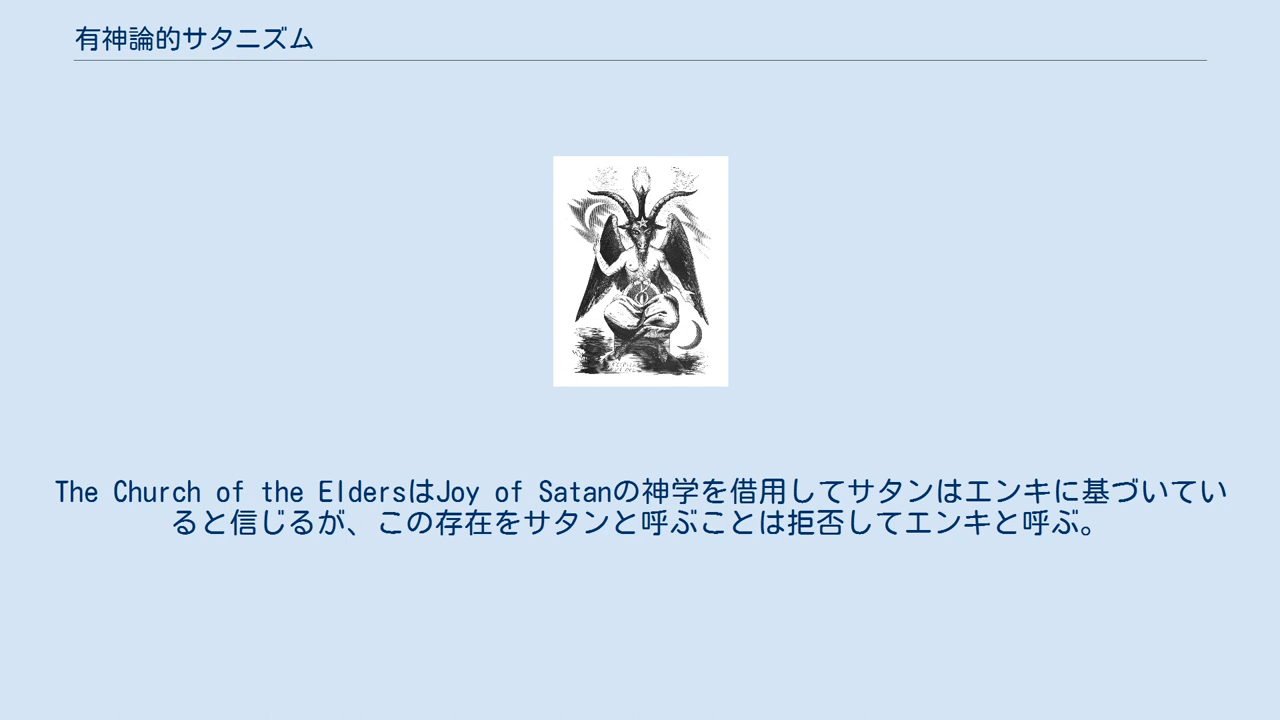 有神論的サタニズム
The Church of the EldersはJoy of Satanの神学を借用してサタンはエンキに基づいてい
ると信じるが、この存在をサタンと呼ぶことは拒否してエンキと呼ぶ。